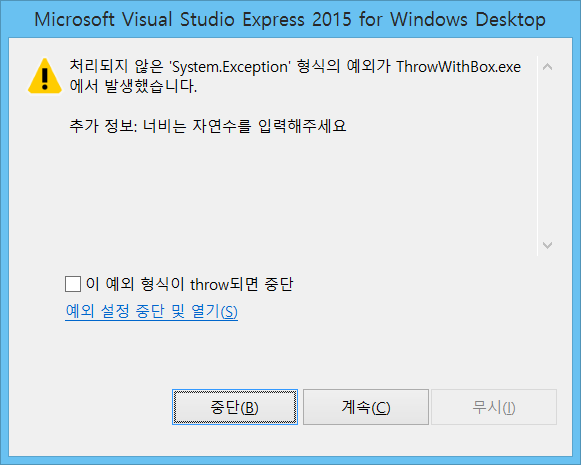 Microsoft Visual Studio Express 2015 for Windows Desktop
처리되지 않은 'System.Exception' 형식의 예외가 ThrowWithBox.exe
에서 발생했습니다.
추가 정보: 너비는 자연수를 입력해주세요
이 예외 형식이 throw되면 중단
예외 설정 중단 및 열기(S)
중단(B) 계속(C) 무시(I)